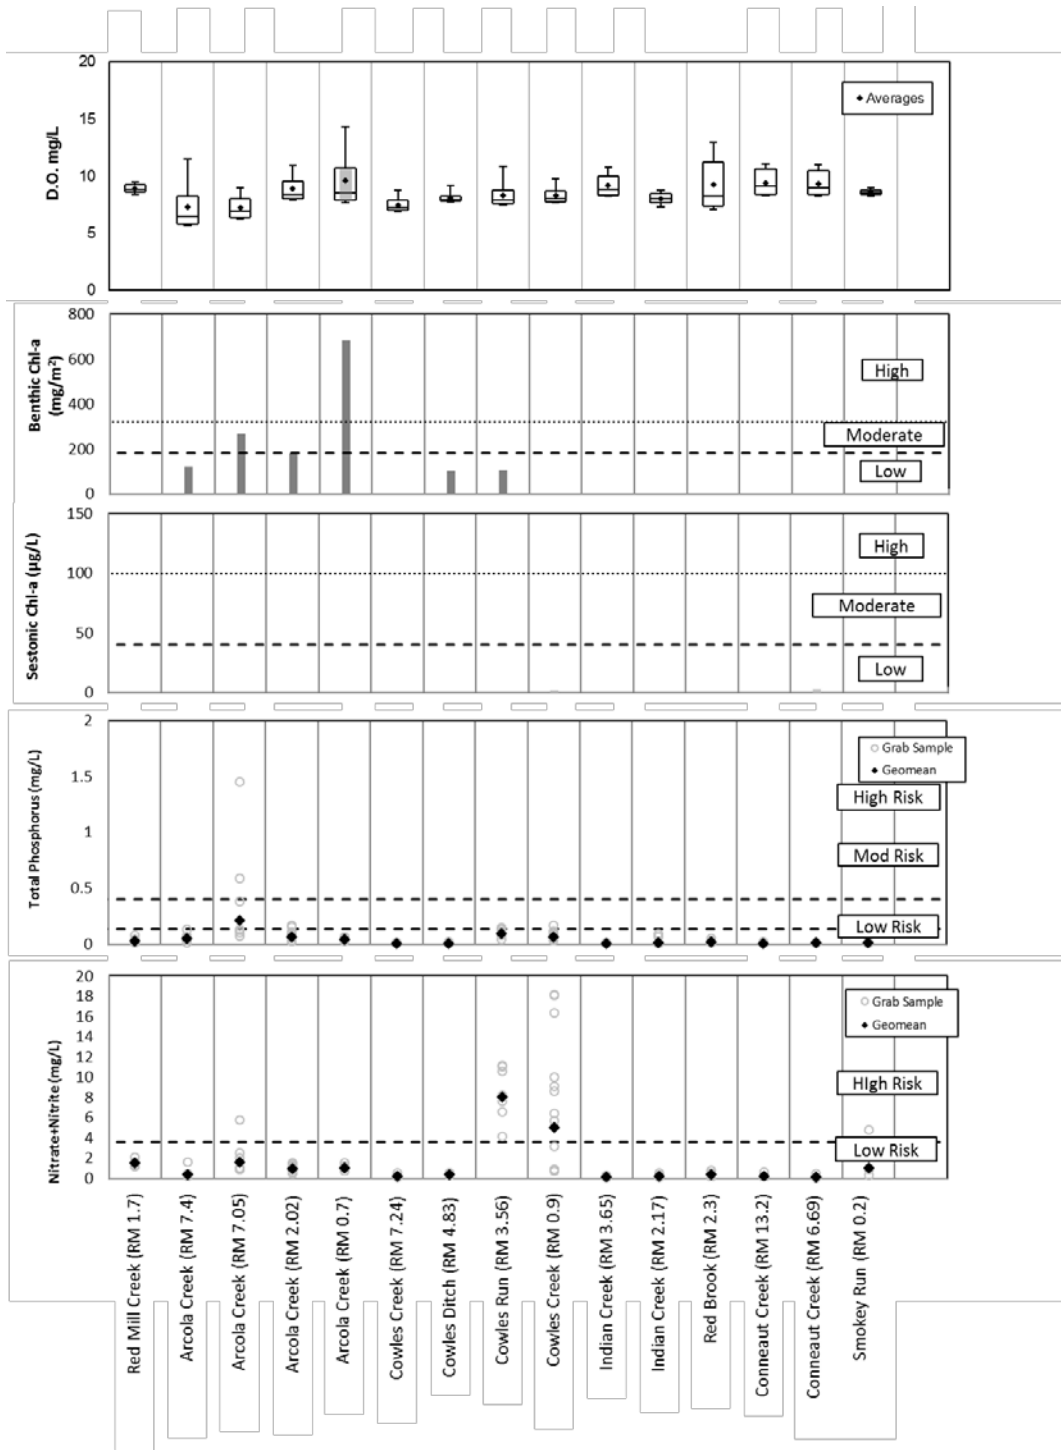 20
15
10
5
0
D.O. mg/L
Averages
800
600
400
200
0
Benthic Chl-a
(mg/m²)
High
Moderate
Low
150
100
50
0
Sestonic Chl-a (µg/L)
High
Moderate
Low
2
1.5
1
0.5
0
Total Phosphorus (mg/L)
Grab Sample
Geomean
High Risk
Mod Risk
Low Risk
20
18
16
14
12
10
8
6
4
2
0
Nitrate+Nitrite (mg/L)
Grab Sample
Geomean
HIgh Risk
Low Risk
Red Mill Creek (RM 1.7)
Arcola Creek (RM 7.4)
Arcola Creek (RM 7.05)
Arcola Creek (RM 2.02)
Arcola Creek (RM 0.7)
Cowles Creek (RM 7.24)
Cowles Ditch (RM 4.83)
Cowles Run (RM 3.56)
Cowles Creek (RM 0.9)
Indian Creek (RM 3.65)
Indian Creek (RM 2.17)
Red Brook (RM 2.3)
Conneaut Creek (RM 13.2)
Conneaut Creek (RM 6.69)
Smokey Run (RM 0.2)